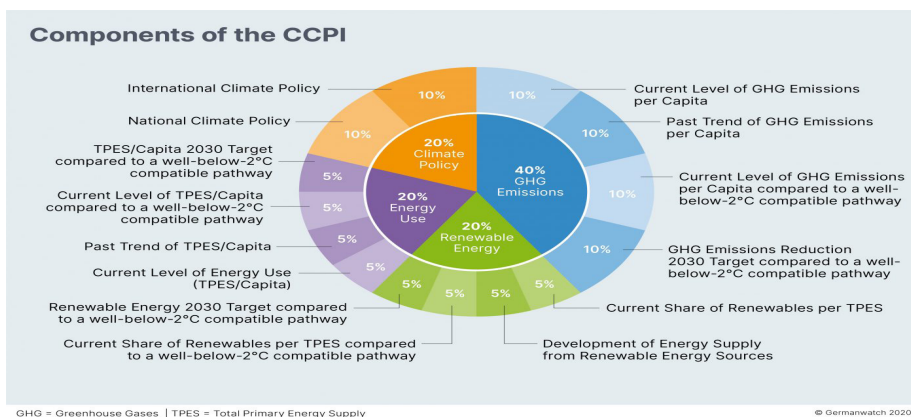 Components of the CCPI
International Climate Policy
National Climate Policy
TPES/Capita 2030 Target
compared to a well-below-2°C
compatible pathway
Current Level of TPES/Capita
compared to a well-below-2°C
compatible pathway
Past Trend of TPES/Capita
Current Level of Energy Use
(TPES/Capita)
Renewable Energy 2030 Target compared
to a well-below-2°C compatible pathway
Current Share of Renewables per TPES compared
to a well-below-2°C compatible pathway
10%
10%
5%
5%
5%
5%
5%
5%
5%
5%
10%
10%
10%
10%
20%
Climate
Policy
40%
GHG
Emissions
20%
Energy
Use
20%
Renewable
Energy
Current Level of GHG Emissions
per Capita
Past Trend of GHG Emissions
per Capita
Current Level of GHG Emissions
per Capita compared to a well-
below-2°C compatible pathway
GHG Emissions Reduction
2030 Target compared to a well-
below-2°C compatible pathway
Current Share of Renewables per TPES
Development of Energy Supply
from Renewable Energy Sources
GHG = Greenhouse Gases | TPES = Total Primary Energy Supply
© Germanwatch 2020